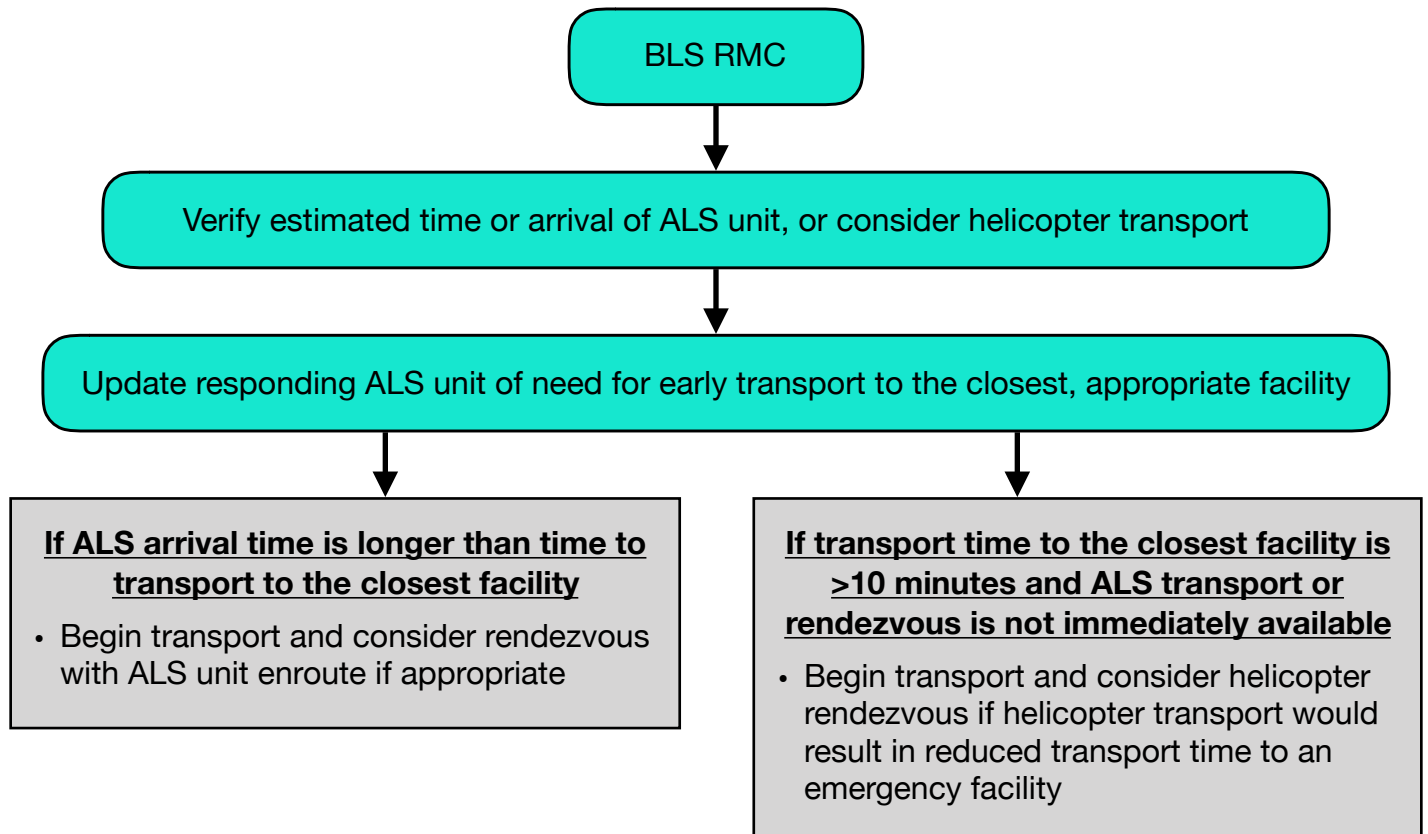 BLS RMC
Verify estimated time or arrival of ALS unit, or consider helicopter transport
Update responding ALS unit of need for early transport to the closest, appropriate facility
If ALS arrival time is longer than time to
transport to the closest facility
• Begin transport and consider rendezvous
with ALS unit enroute if appropriate
If transport time to the closest facility is
>10 minutes and ALS transport or
rendezvous is not immediately available
• Begin transport and consider helicopter
rendezvous if helicopter transport would
result in reduced transport time to an
emergency facility